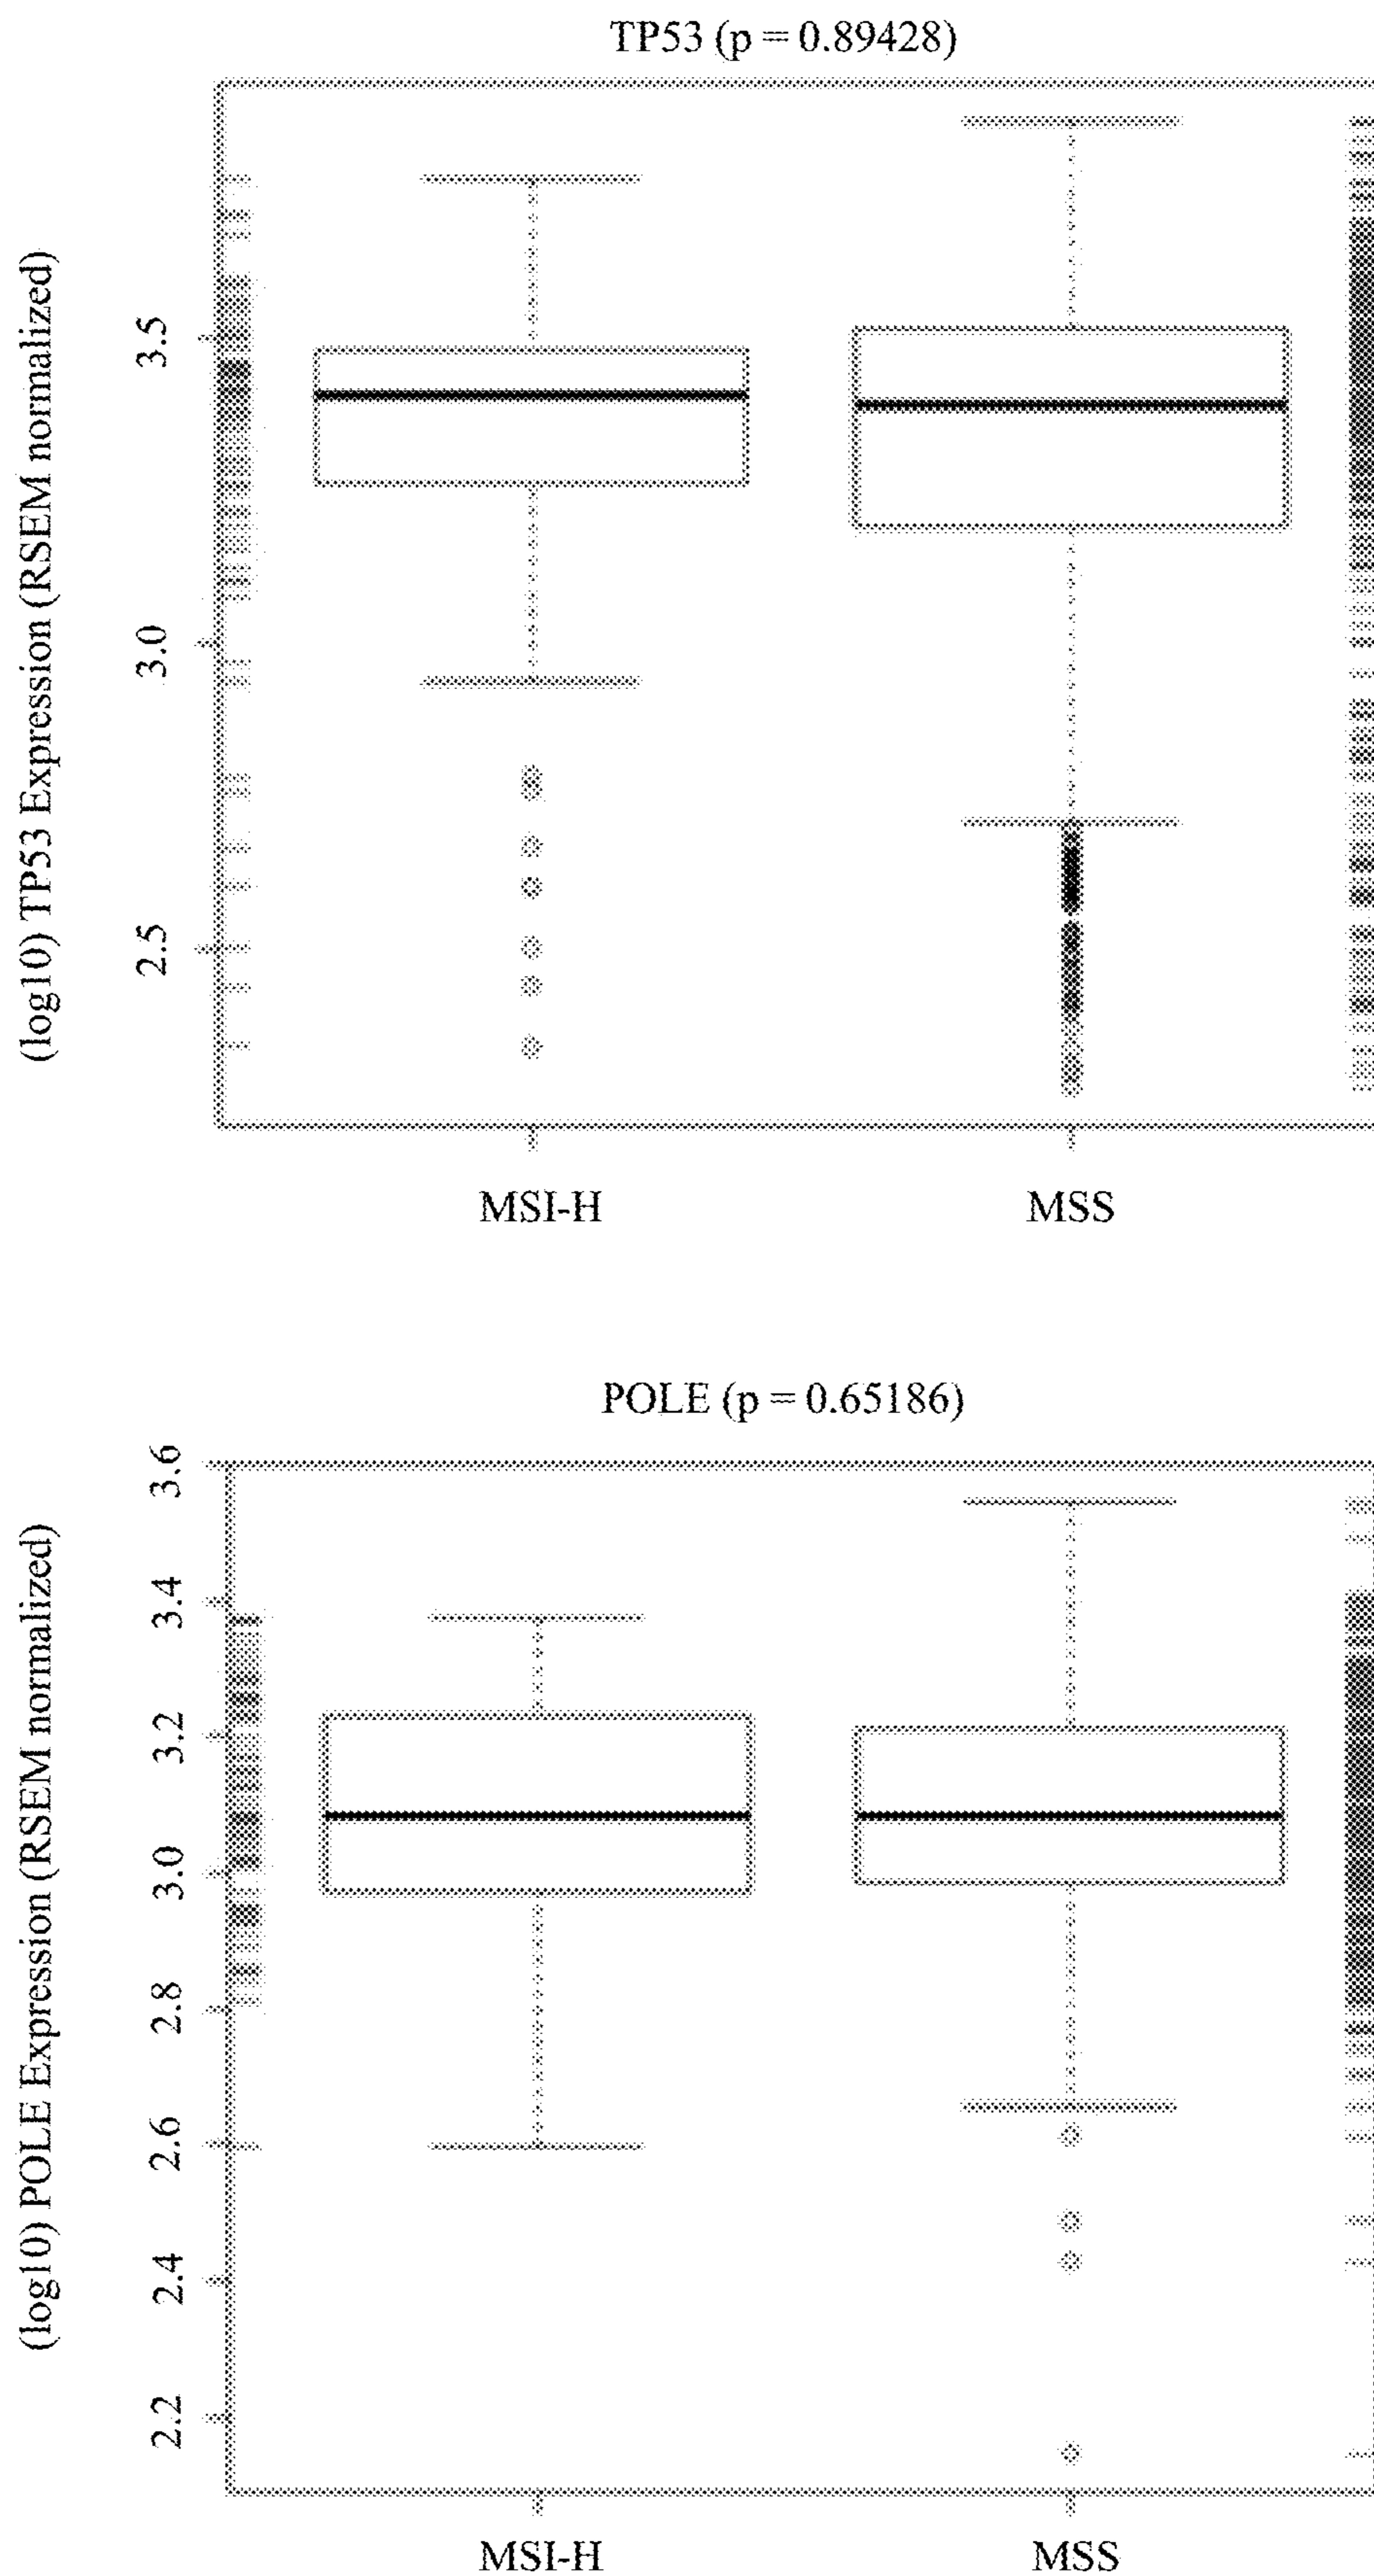 TP53 (p = 0.89428)
(log10) TP53 Expression (RSEM normalized)
3.5
3.0
2.5
MSI-H MSS
POLE (p = 0.65186)
(log10) POLE Expression (RSEM normalized)
3.6
3.4
3.2
3.0
2.8
2.6
2.4
2.2
MSI-H MSS